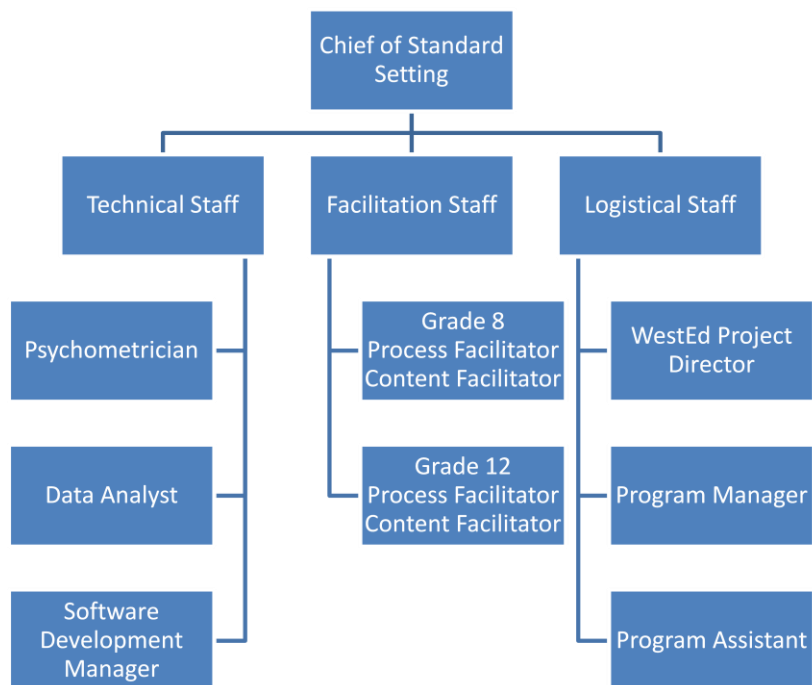 Chief of Standard
Setting
Technical Staff
Facilitation Staff
Logistical Staff
Psychometrician
Data Analyst
Software
Development
Manager
Grade 8
Process Facilitator
Content Facilitator
Grade 12
Process Facilitator
Content Facilitator
WestEd Project
Director
Program Manager
Program Assistant